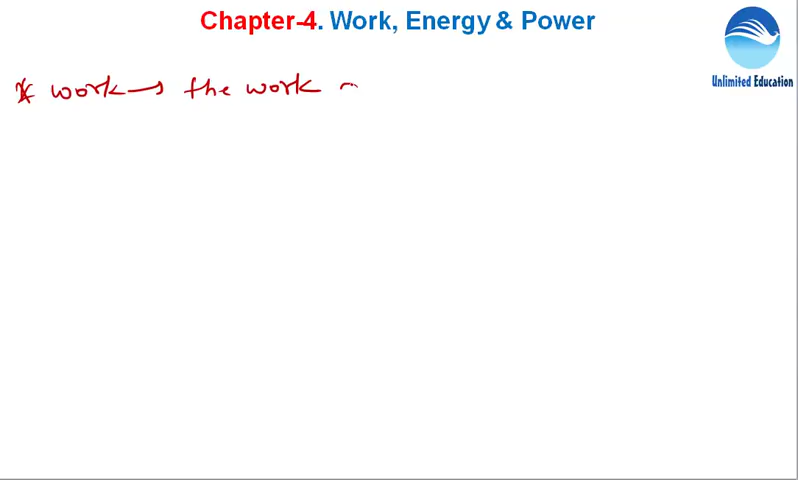 Chapter-4. Work, Energy & Power
Unlimited Education
* work → the work